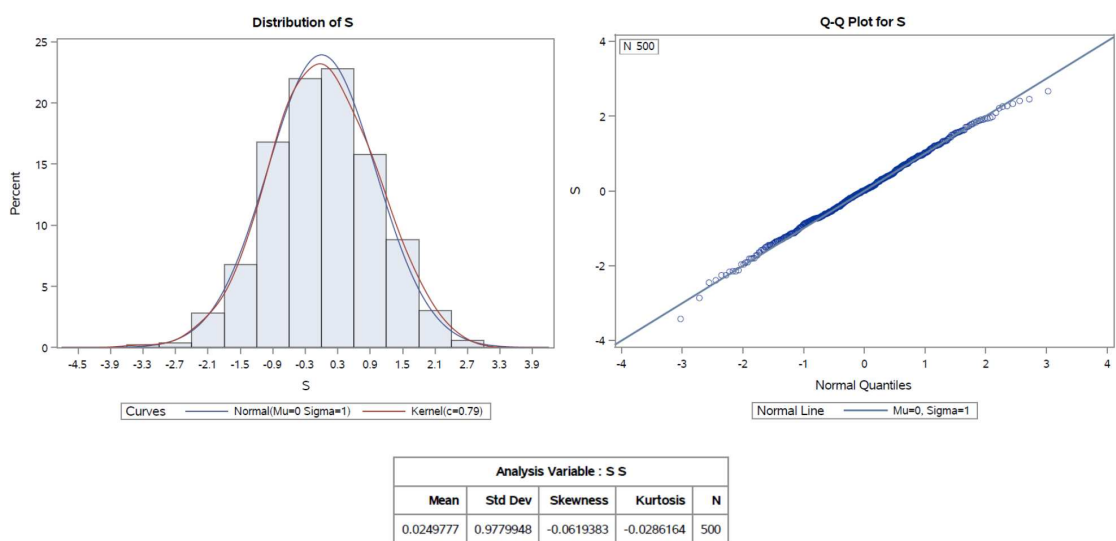 Distribution of S
25
20
15
10
5
0
Percent
-4.5 -3.9 -3.3 -2.7 -2.1 -1.5 -0.9 -0.3 0.3 0.9 1.5 2.1 2.7 3.3 3.9
S
Curves Normal(Mu=0 Sigma=1) Kernel(c=0.79)
Q-Q Plot for S
N 500
4
2
0
-2
-4
S
-4 -3 -2 -1 0 1 2 3 4
Normal Quantiles
Normal Line Mu=0, Sigma=1
Analysis Variable : S S
Mean Std Dev Skewness Kurtosis N
0.0249777 0.9779948 -0.0619383 -0.0286164 500